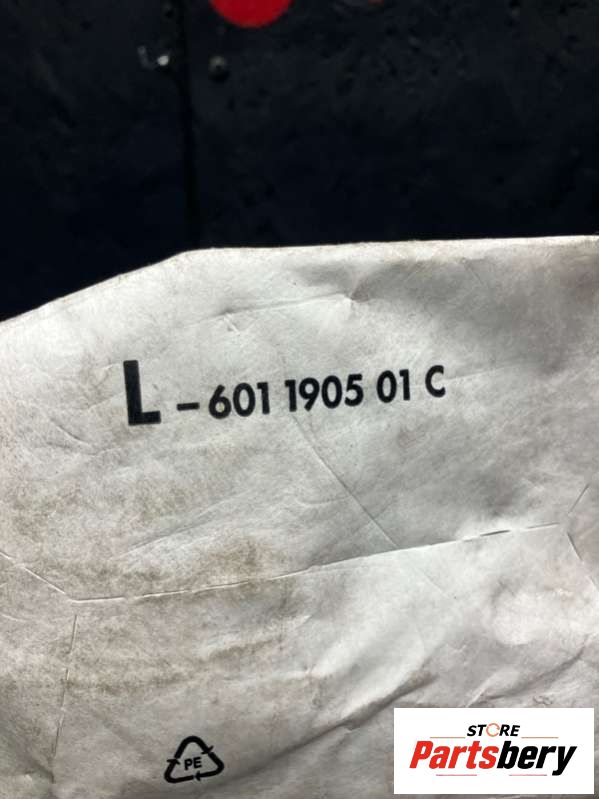 L - 601 1905 01 C
PE
STORE
Partsbery